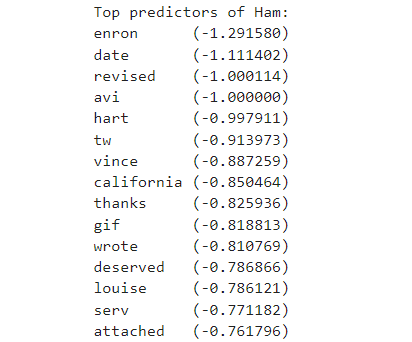 Top predictors of Ham:
enron      (-1.291580)
date       (-1.111402)
revised    (-1.000114)
avi        (-1.000000)
hart       (-0.997911)
tw         (-0.913973)
vince      (-0.887259)
california (-0.850464)
thanks     (-0.825936)
gif        (-0.818813)
wrote      (-0.810769)
deserved   (-0.786866)
louise     (-0.786121)
serv       (-0.771182)
attached   (-0.761796)